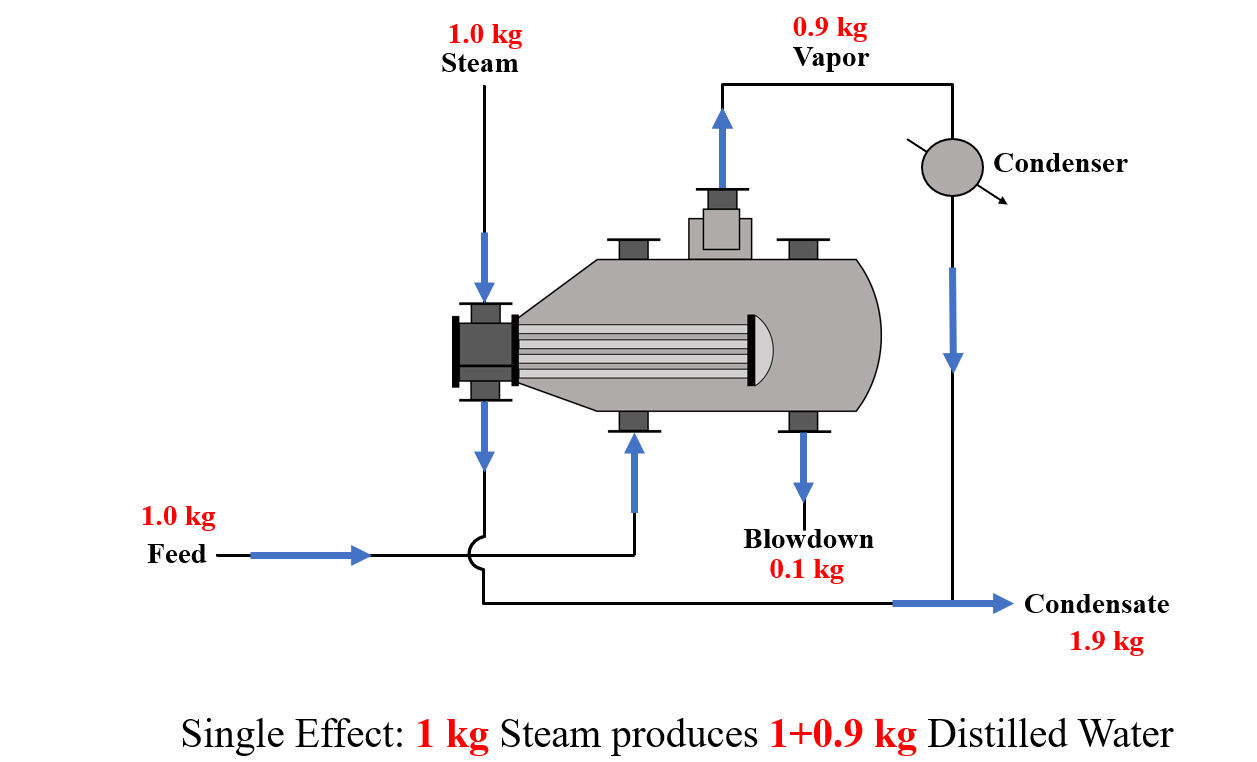 1.0 kg
Steam
0.9 kg
Vapor
Condenser
1.0 kg
Feed
Blowdown
0.1 kg
Condensate
1.9 kg
Single Effect: 1 kg Steam produces 1+0.9 kg Distilled Water